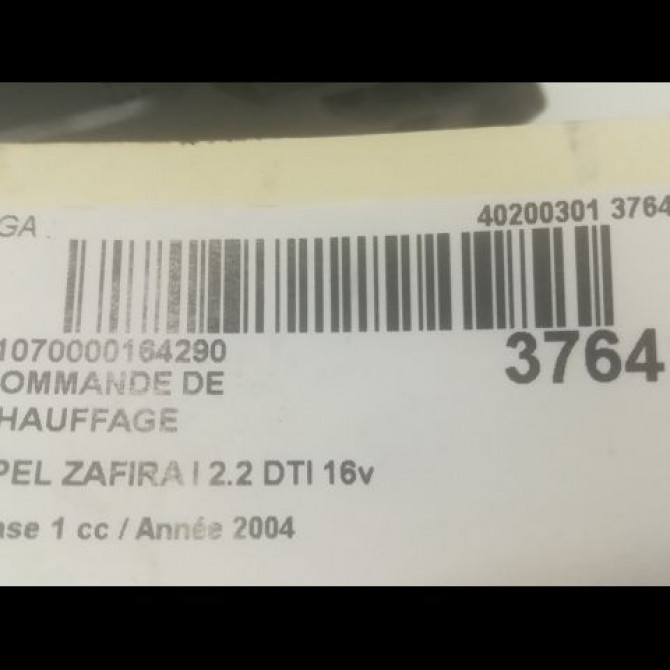 GA.
40200301 3764
1070000164290
3764
OMMANDE DE
HAUFFAGE
PEL ZAFIRA I 2.2 DTI 16v
ase 1 cc / Année 2004